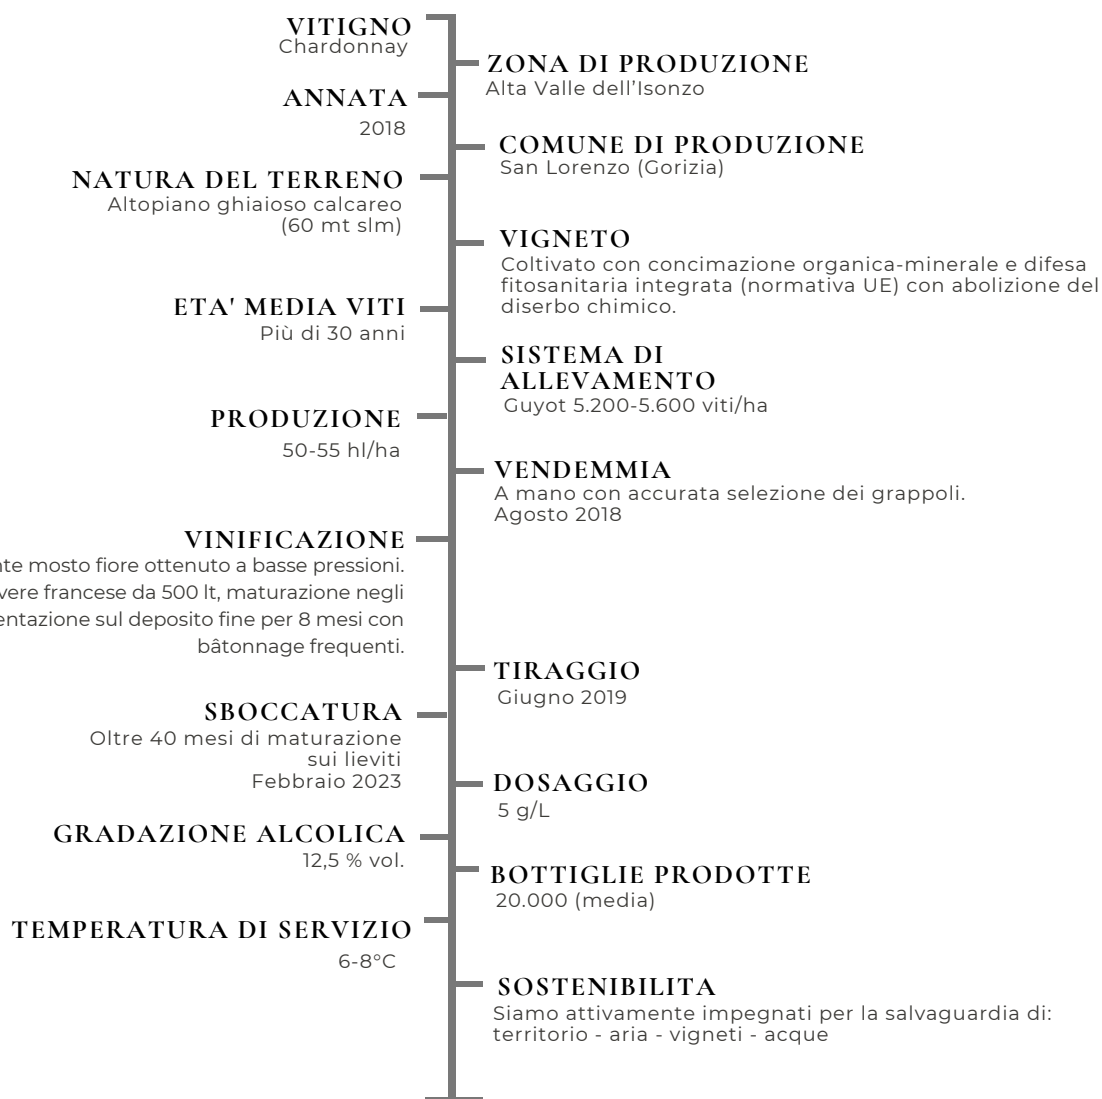 VITIGNO
Chardonnay
ZONA DI PRODUZIONE
Alta Valle dell’Isonzo
ANNATA
2018
COMUNE DI PRODUZIONE
San Lorenzo (Gorizia)
NATURA DEL TERRENO
Altopiano ghiaioso calcareo
(60 mt slm)
VIGNETO
Coltivato con concimazione organica-minerale e difesa
fitosanitaria integrata (normativa UE) con abolizione del
diserbo chimico.
ETA' MEDIA VITI
Più di 30 anni
SISTEMA DI
ALLEVAMENTO
Guyot 5.200-5.600 viti/ha
PRODUZIONE
50-55 hl/ha
VENDEMMIA
A mano con accurata selezione dei grappoli.
Agosto 2018
VINIFICAZIONE
mosto fiore ottenuto a basse pressioni.
francese da 500 lt, maturazione negli
sul deposito fine per 8 mesi con
bâtonnage frequenti.
TIRAGGIO
Giugno 2019
SBOCCATURA
Oltre 40 mesi di maturazione
sui lieviti
Febbraio 2023
DOSAGGIO
5 g/L
GRADAZIONE ALCOLICA
12,5 % vol.
BOTTIGLIE PRODOTTE
20.000 (media)
TEMPERATURA DI SERVIZIO
6-8°C
SOSTENIBILITA
Siamo attivamente impegnati per la salvaguardia di:
territorio - aria - vigneti - acque